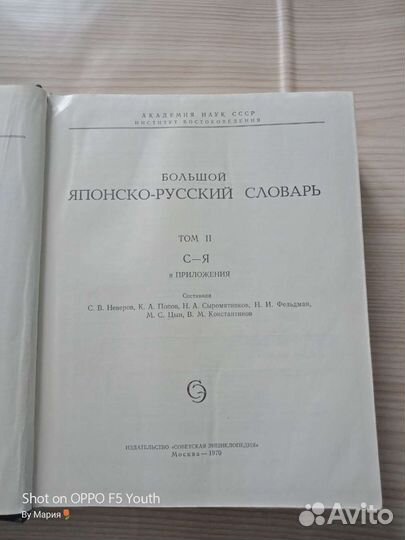 АКАДЕМИЯ НАУК СССР
ИНСТИТУТ ВОСТОКОВЕДЕНИЯ
БОЛЬШОЙ
ЯПОНСКО-РУССКИЙ СЛОВАРЬ
ТОМ II
С—Я
и ПРИЛОЖЕНИЯ
Составили
С. В. Неверов, К. А. Попов, Н. А. Сыромятников, Н. И. Фельдман,
М. С. Цын, В. М. Константинов
СЭ
ИЗДАТЕЛЬСТВО «СОВЕТСКАЯ ЭНЦИКЛОПЕДИЯ»
Москва — 1970
Shot on OPPO F5 Youth
By Мария🌹
Avito